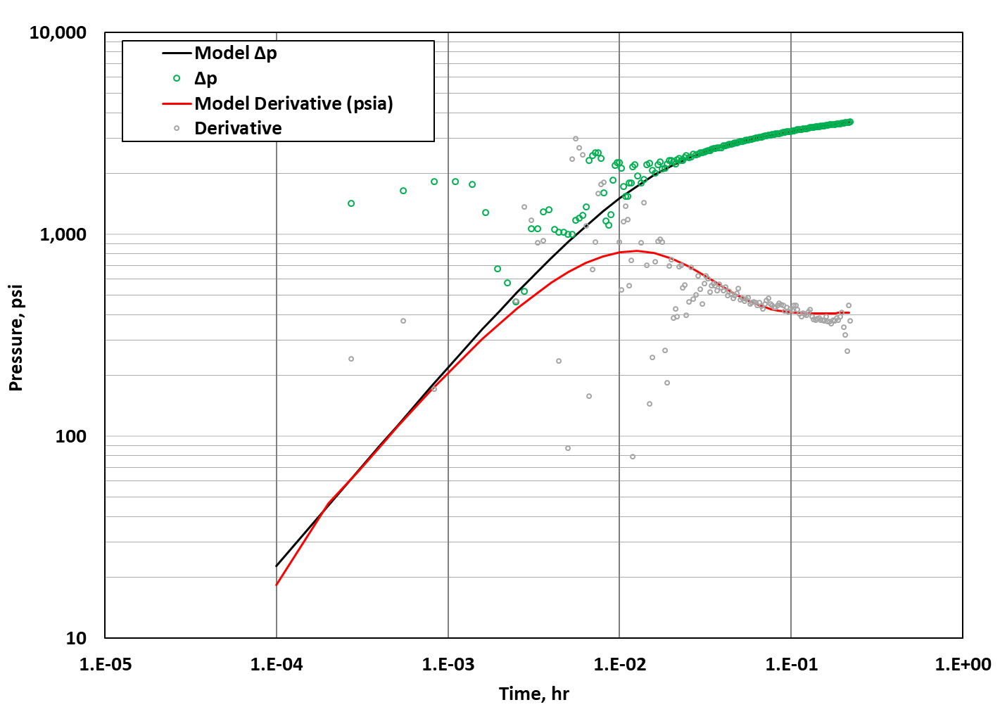 10,000
Model Δp
Δp
Model Derivative (psia)
Derivative
1,000
100
10
Pressure, psi
1.E-05 1.E-04 1.E-03 1.E-02 1.E-01 1.E+00
Time, hr